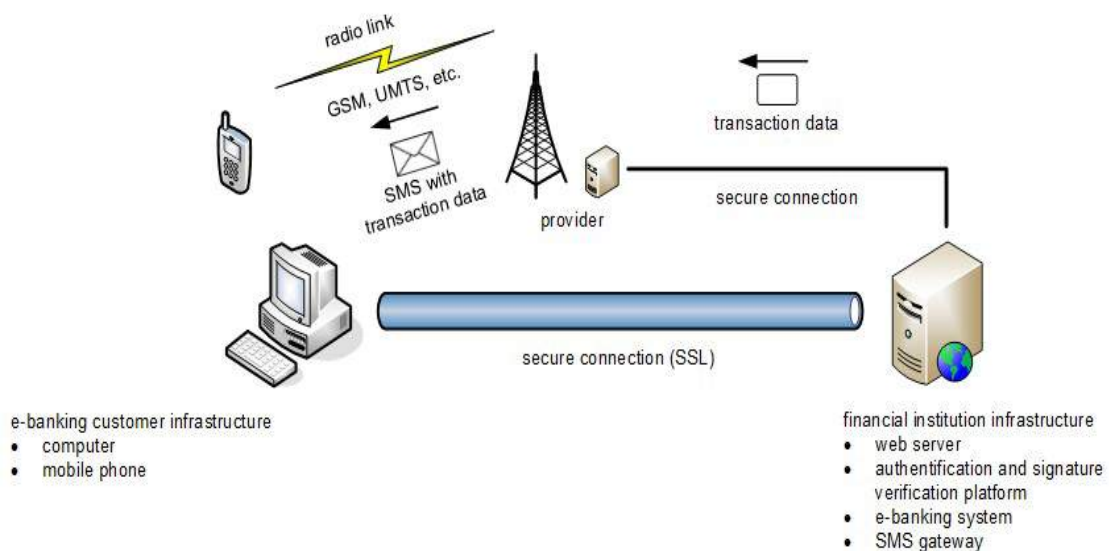 radio link
GSM, UMTS, etc.
SMS with
transaction data
provider
transaction data
secure connection
secure connection (SSL)
e-banking customer infrastructure
• computer
• mobile phone
financial institution infrastructure
• web server
• authentification and signature
verification platform
• e-banking system
• SMS gateway